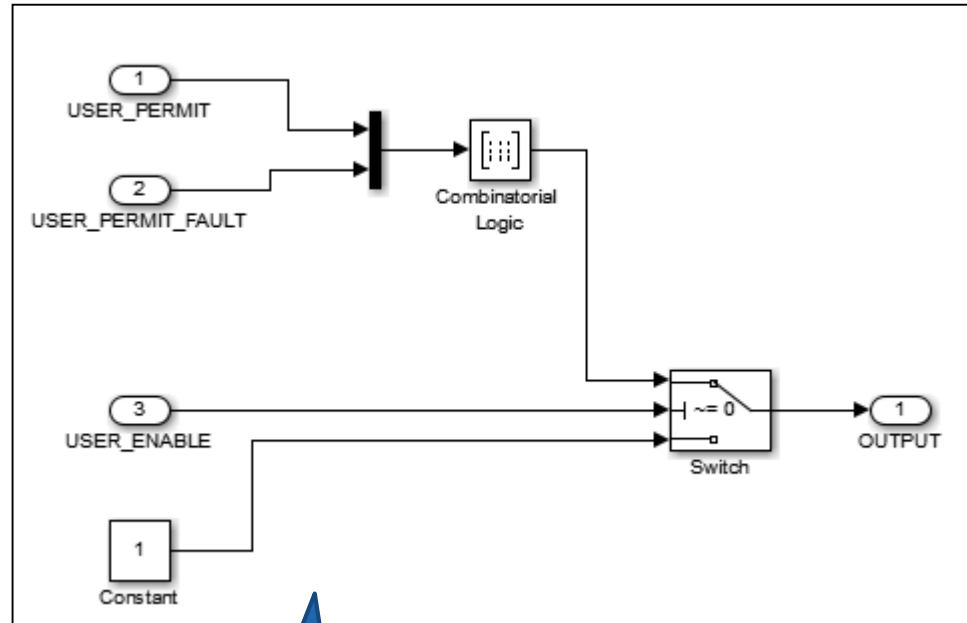 1
USER_PERMIT
2
USER_PERMIT_FAULT
Combinatorial
Logic
3
USER_ENABLE
~= 0
Switch
1
OUTPUT
1
Constant